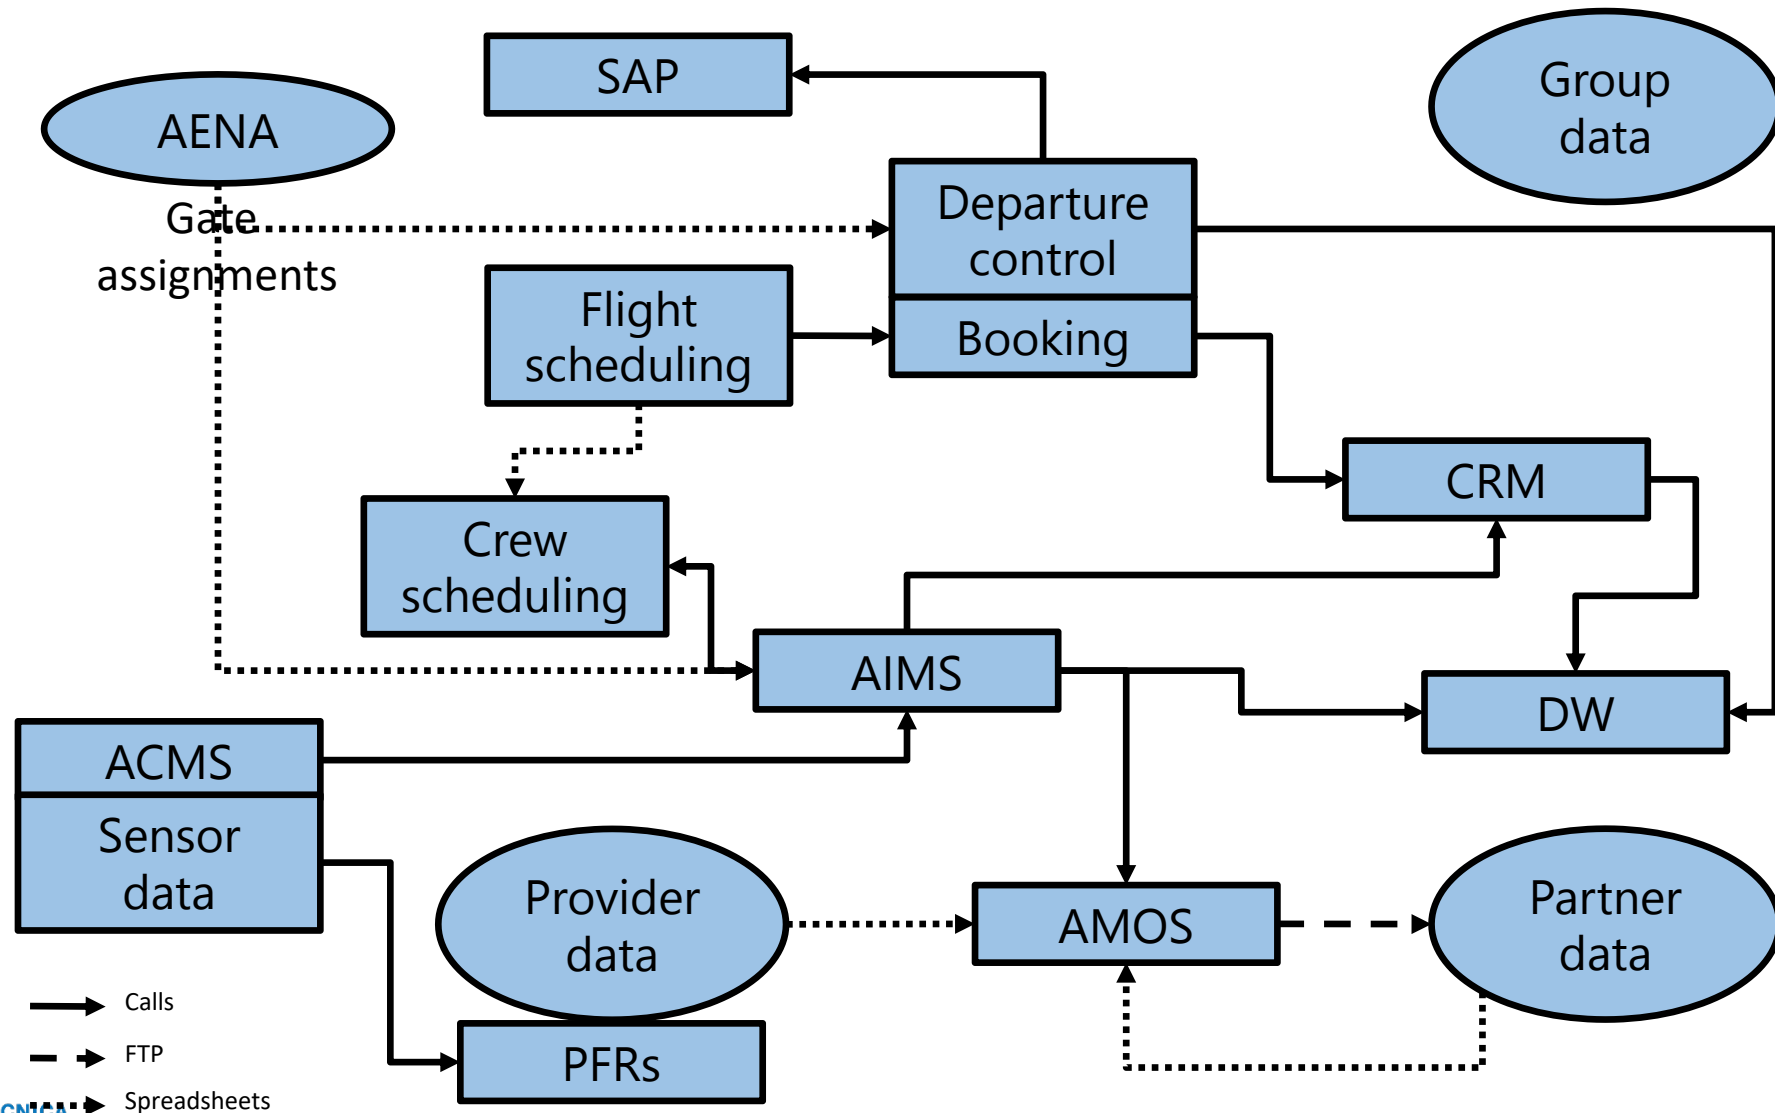 SAP
Group
data
AENA
Gate
assignments
Departure
control
Flight
scheduling
Booking
CRM
Crew
scheduling
AIMS
DW
ACMS
Sensor
data
Provider
data
AMOS
Partner
data
PFRs
Calls
FTP
Spreadsheets